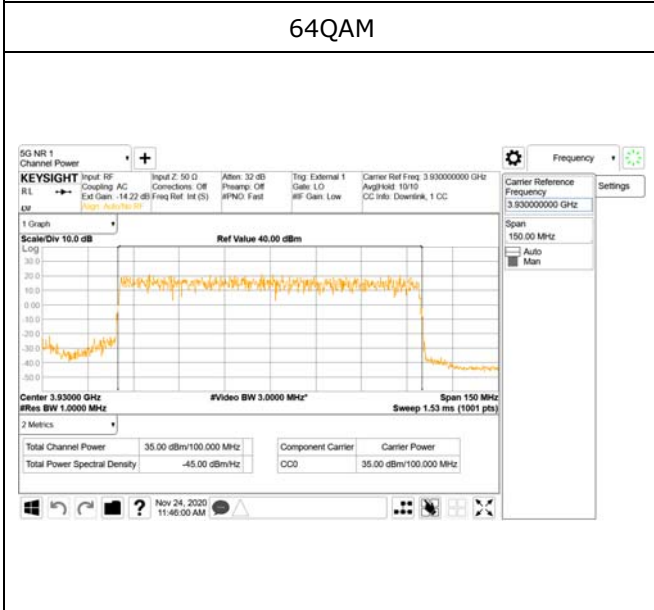 64QAM
5G NR 1
Channel Power
Frequency
KEYSIGHT
RL
Input: RF
Coupling: AC
Ext Gain: -14.22 dB
Align: Auto/No RF
Input Z: 50 Ω
Corrections: Off
Freq Ref: Int (S)
Atten: 32 dB
Preamp: Off
#PNO: Fast
Trig: External 1
Gate: LO
#IF Gain: Low
Carrier Ref Freq: 3.930000000 GHz
Avg|Hold: 10/10
CC Info: Downlink, 1 CC
Carrier Reference
Frequency
3.930000000 GHz
Settings
Span
150.00 MHz
Auto
Man
1 Graph
Scale/Div 10.0 dB
Ref Value 40.00 dBm
Log
30.0
20.0
10.0
0.00
-10.0
-20.0
-30.0
-40.0
-50.0
Center 3.93000 GHz
#Video BW 3.0000 MHz*
Span 150 MHz
#Res BW 1.0000 MHz
Sweep 1.53 ms (1001 pts)
2 Metrics
Total Channel Power
35.00 dBm/100.000 MHz
Component Carrier
Carrier Power
Total Power Spectral Density
-45.00 dBm/Hz
CC0
35.00 dBm/100.000 MHz
Nov 24, 2020
11:46:00 AM